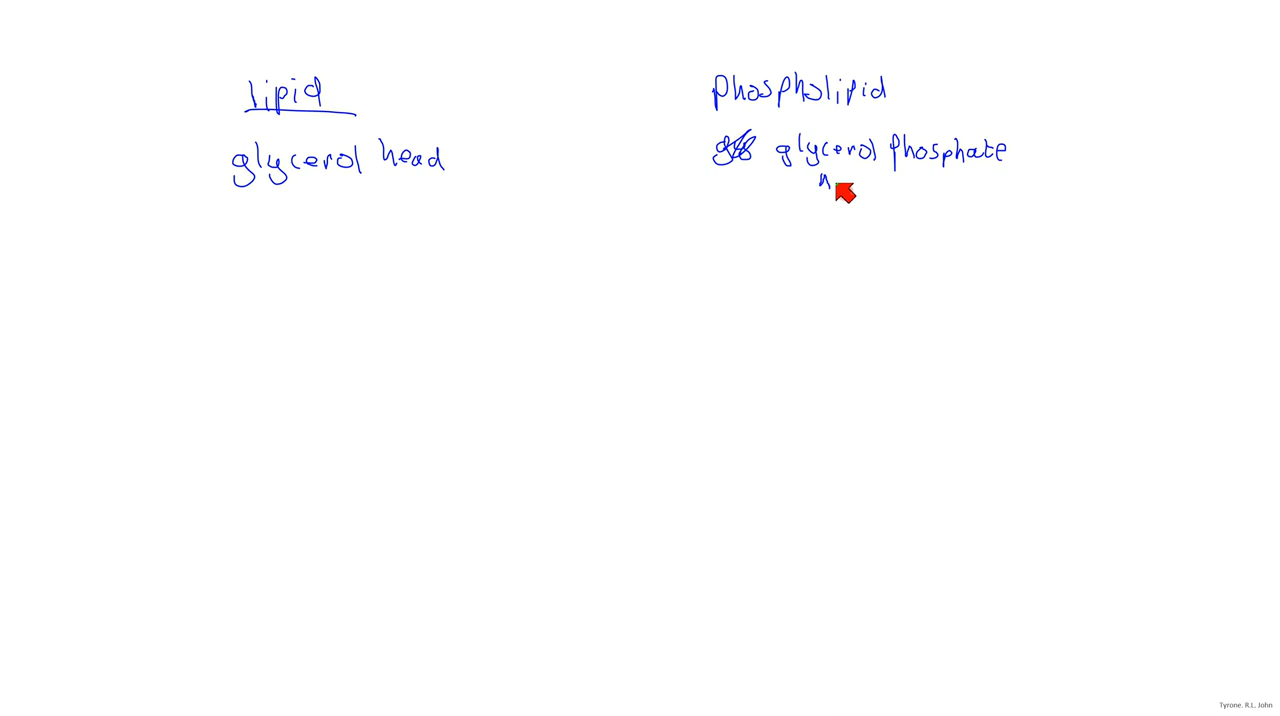 Lipid
glycerol head
Phospholipid
glycerol Phosphate
Tyrone. R.L. John